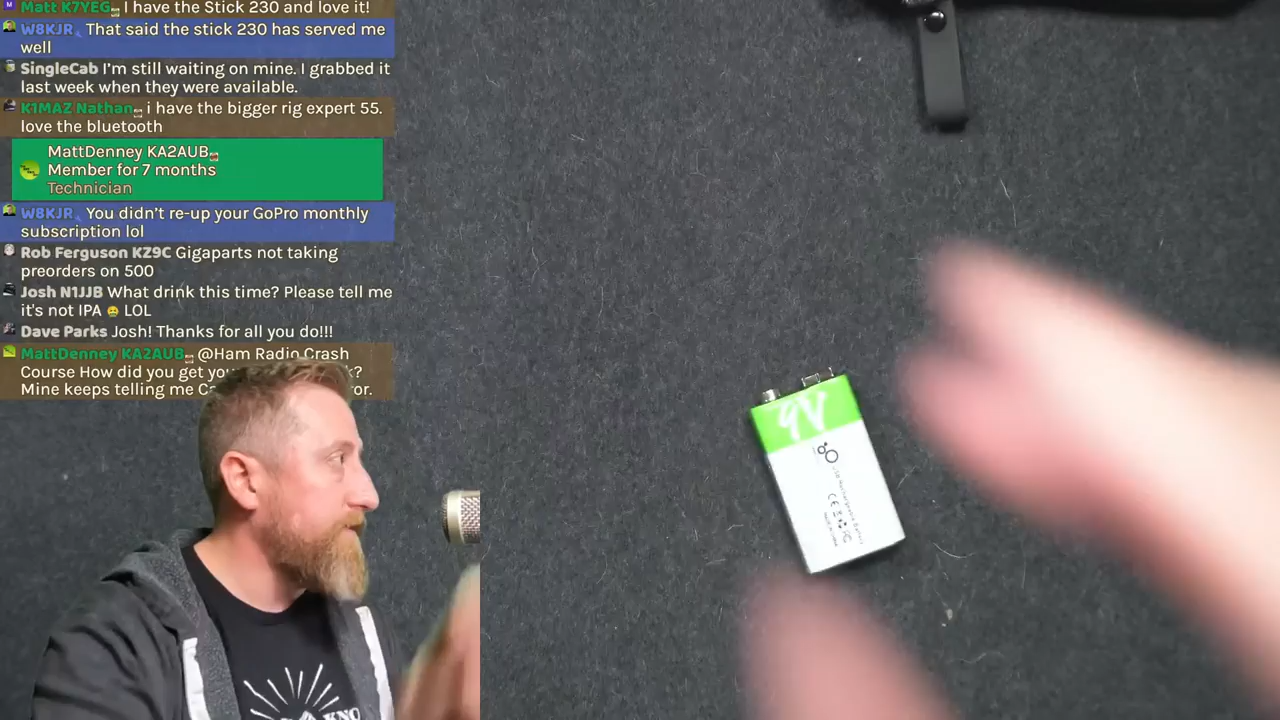 Matt K7YEG I have the Stick 230 and love it!
W8KJR That said the stick 230 has served me
well
SingleCab I'm still waiting on mine. I grabbed it
last week when they were available.
K1MAZ Nathan i have the bigger rig expert 55.
love the bluetooth
MattDenney KA2AUB
Member for 7 months
Technician
W8KJR You didn't re-up your GoPro monthly
subscription lol
Rob Ferguson KZ9C Gigaparts not taking
preorders on 500
Josh N1JJB What drink this time? Please tell me
it's not IPA 🤮 LOL
Dave Parks Josh! Thanks for all you do!!!
MattDenney KA2AUB @Ham Radio Crash
Course How did you get ?
Mine keeps telling me
9V
CE
KNO